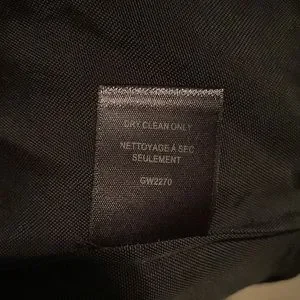 DRY CLEAN ONLY
NETTOYAGE À SEC
SEULEMENT
GW2270